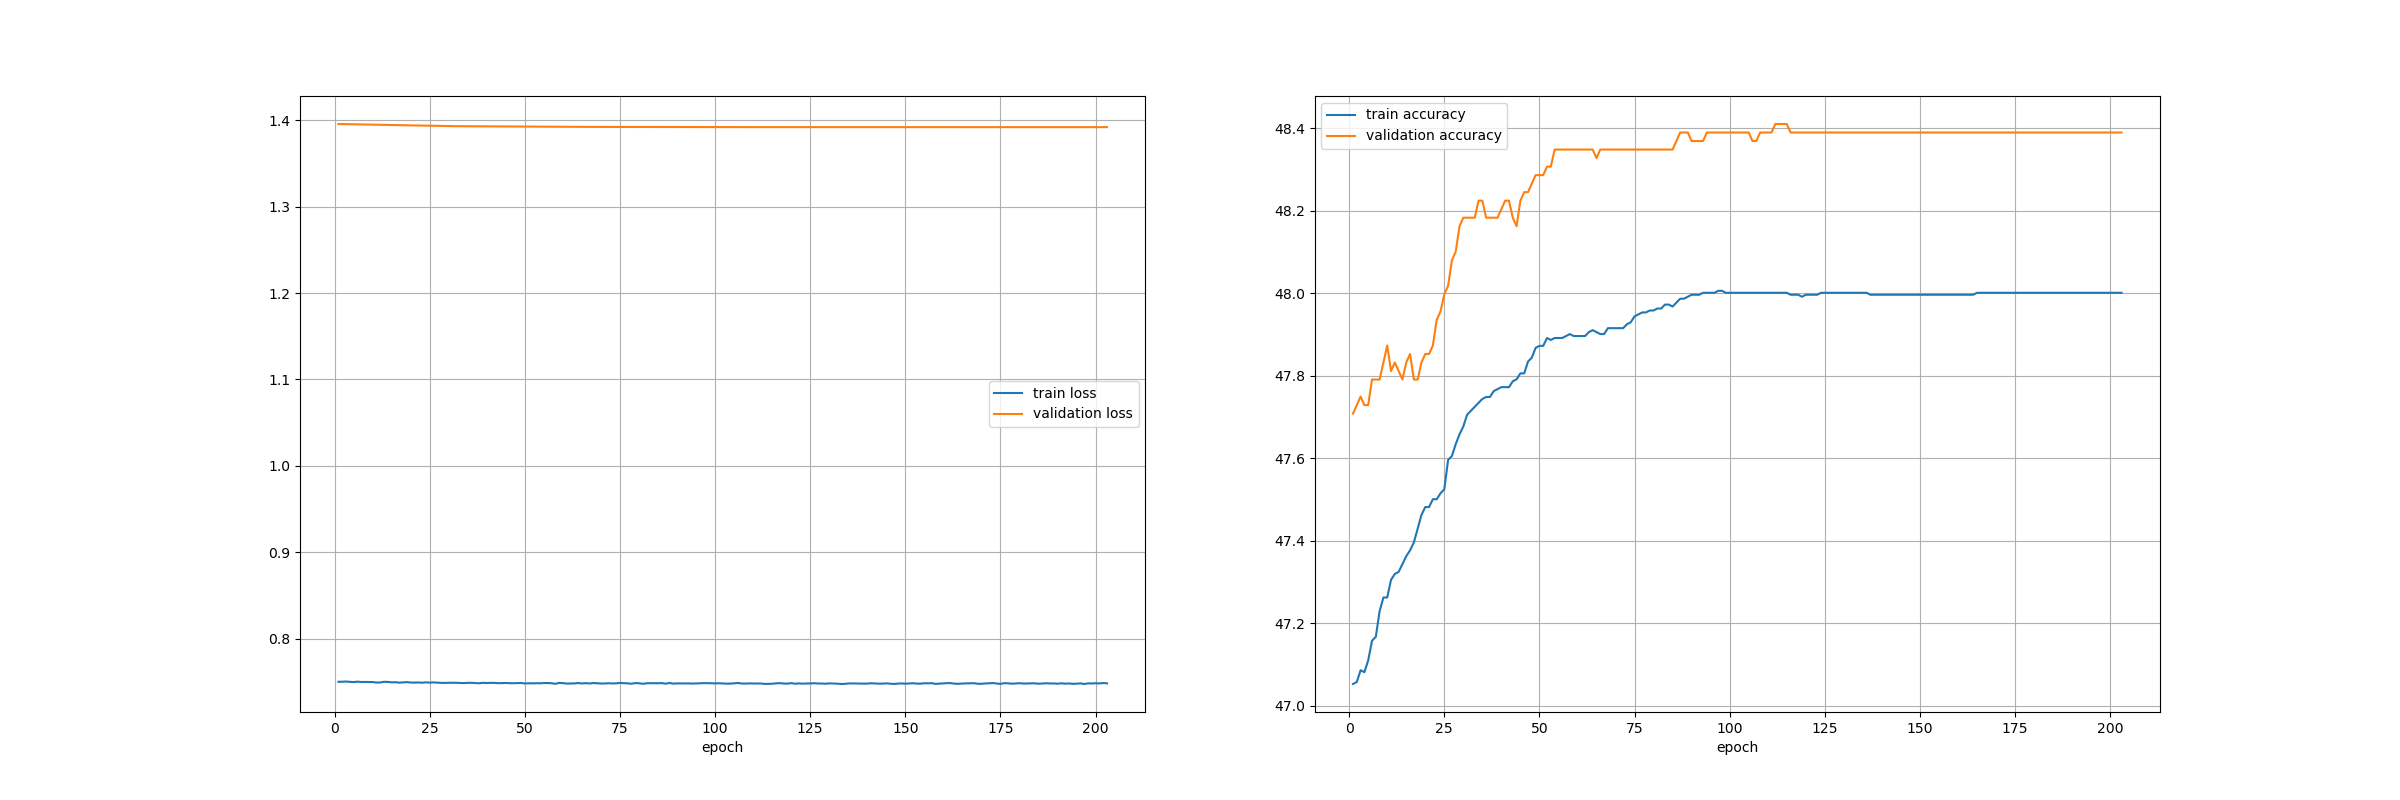 1.4
1.3
1.2
1.1
1.0
0.9
0.8
train loss
validation loss
0 25 50 75 100 125 150 175 200
epoch
train accuracy
validation accuracy
48.4
48.2
48.0
47.8
47.6
47.4
47.2
47.0
0 25 50 75 100 125 150 175 200
epoch